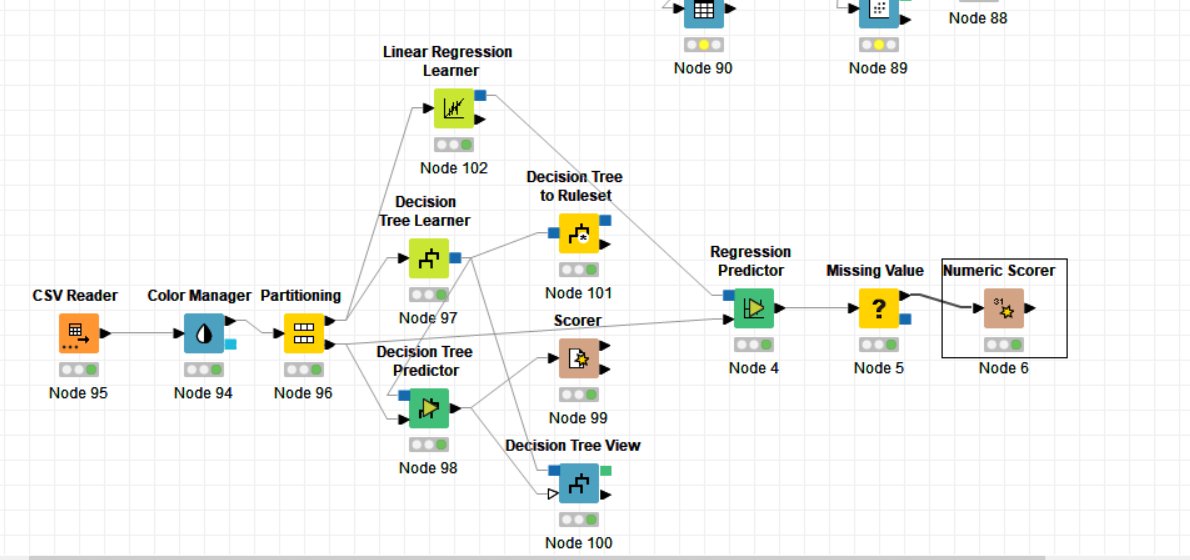 Node 88
Node 90
Node 89
Linear Regression
Learner
Node 102
Decision Tree
to Ruleset
Node 101
Decision
Tree Learner
Node 97
CSV Reader
Node 95
Color Manager
Node 94
Partitioning
Node 96
Decision Tree
Predictor
Node 98
Scorer
Node 99
Decision Tree View
Node 100
Regression
Predictor
Node 4
Missing Value
?
Node 5
Numeric Scorer
31
Node 6